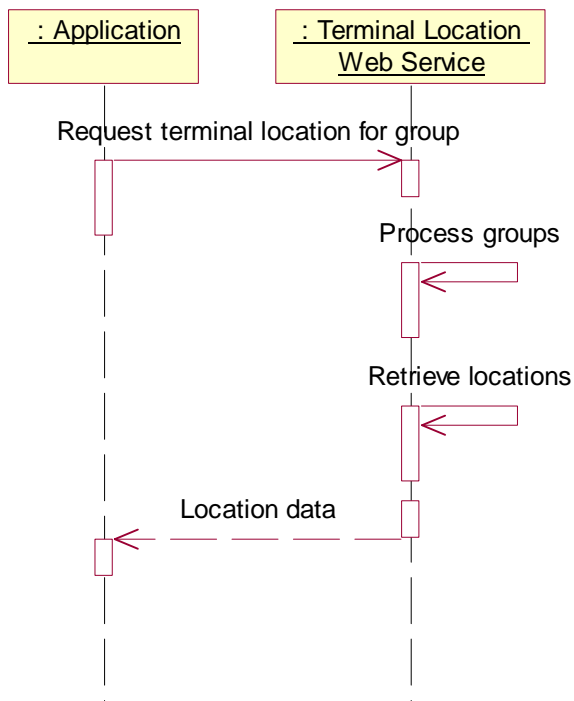 : Application
: Terminal Location
Web Service
Request terminal location for group
Process groups
Retrieve locations
Location data